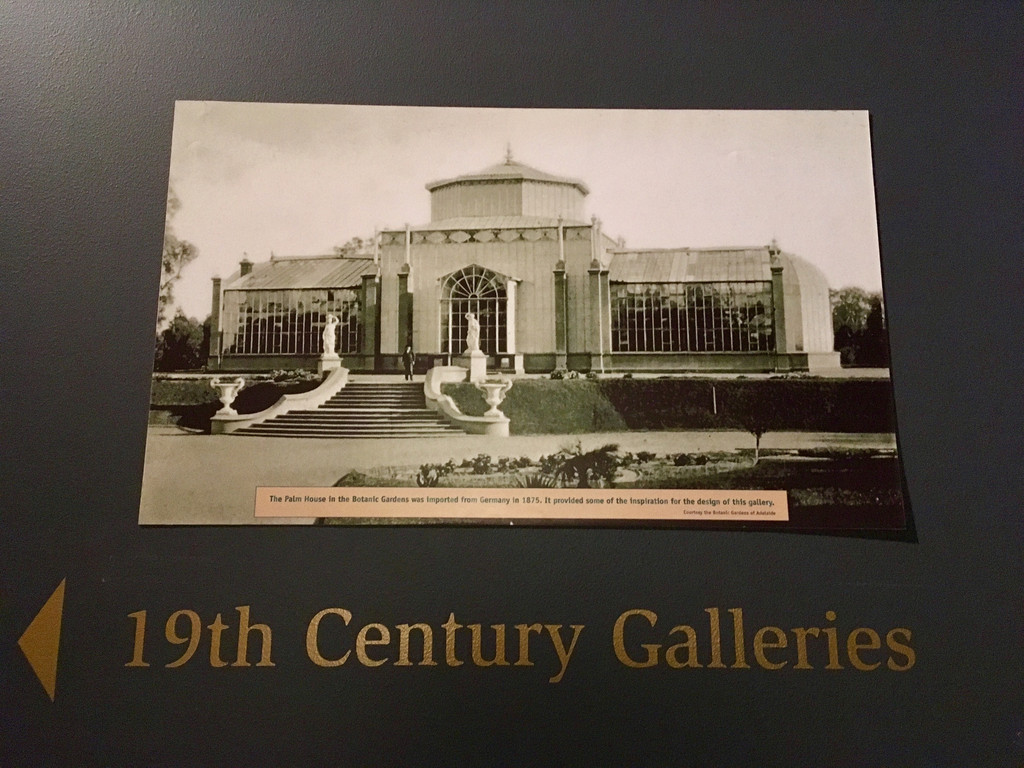 The Palm House in the Botanic Gardens was imported from Germany in 1875. It provided some of the inspiration for the design of this gallery.
Courtesy the Botanic Gardens of Adelaide
19th Century Galleries